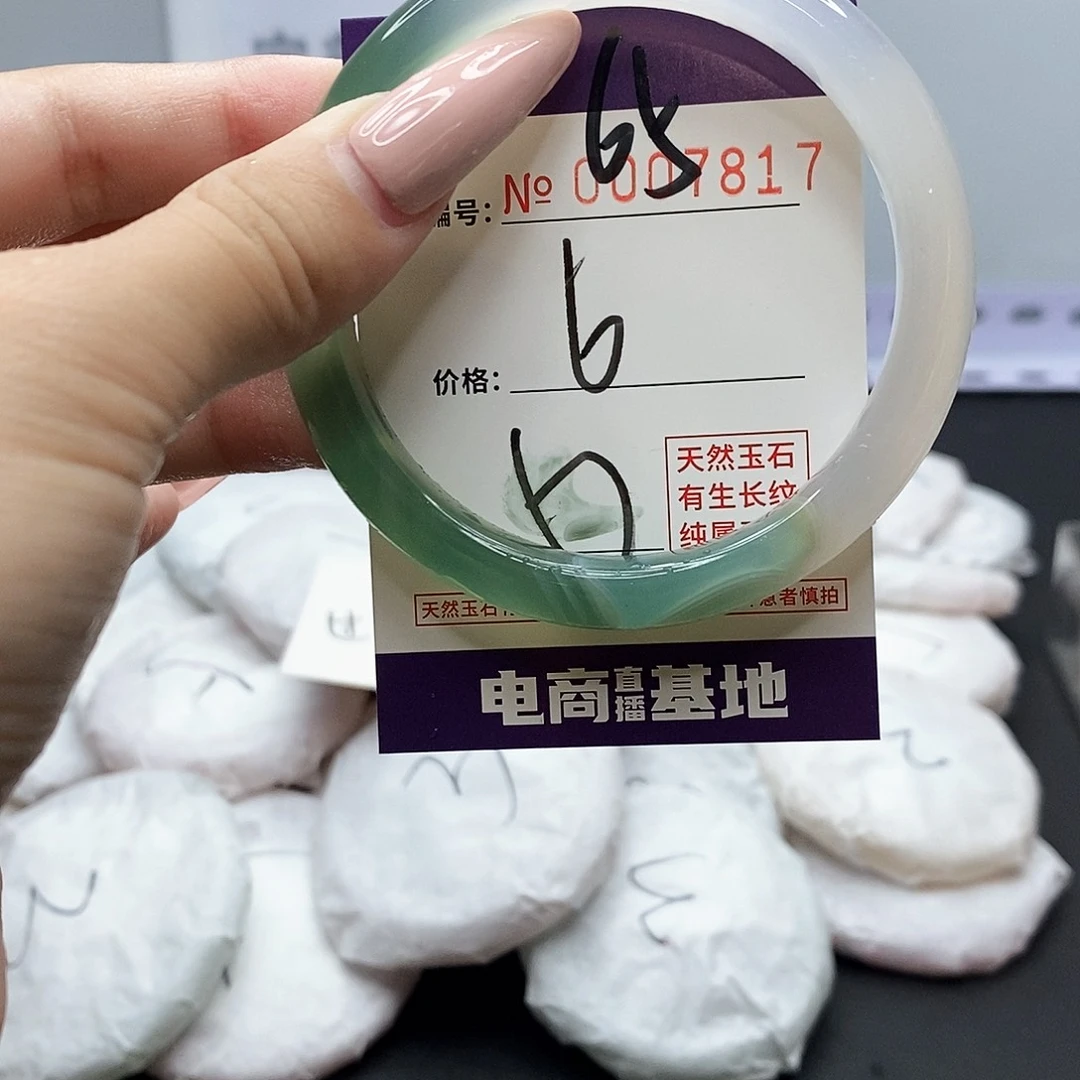 65
编号: № 0007817
价格: 6
天然玉石
有生长纹
天然玉石
者慎拍
电商直播基地